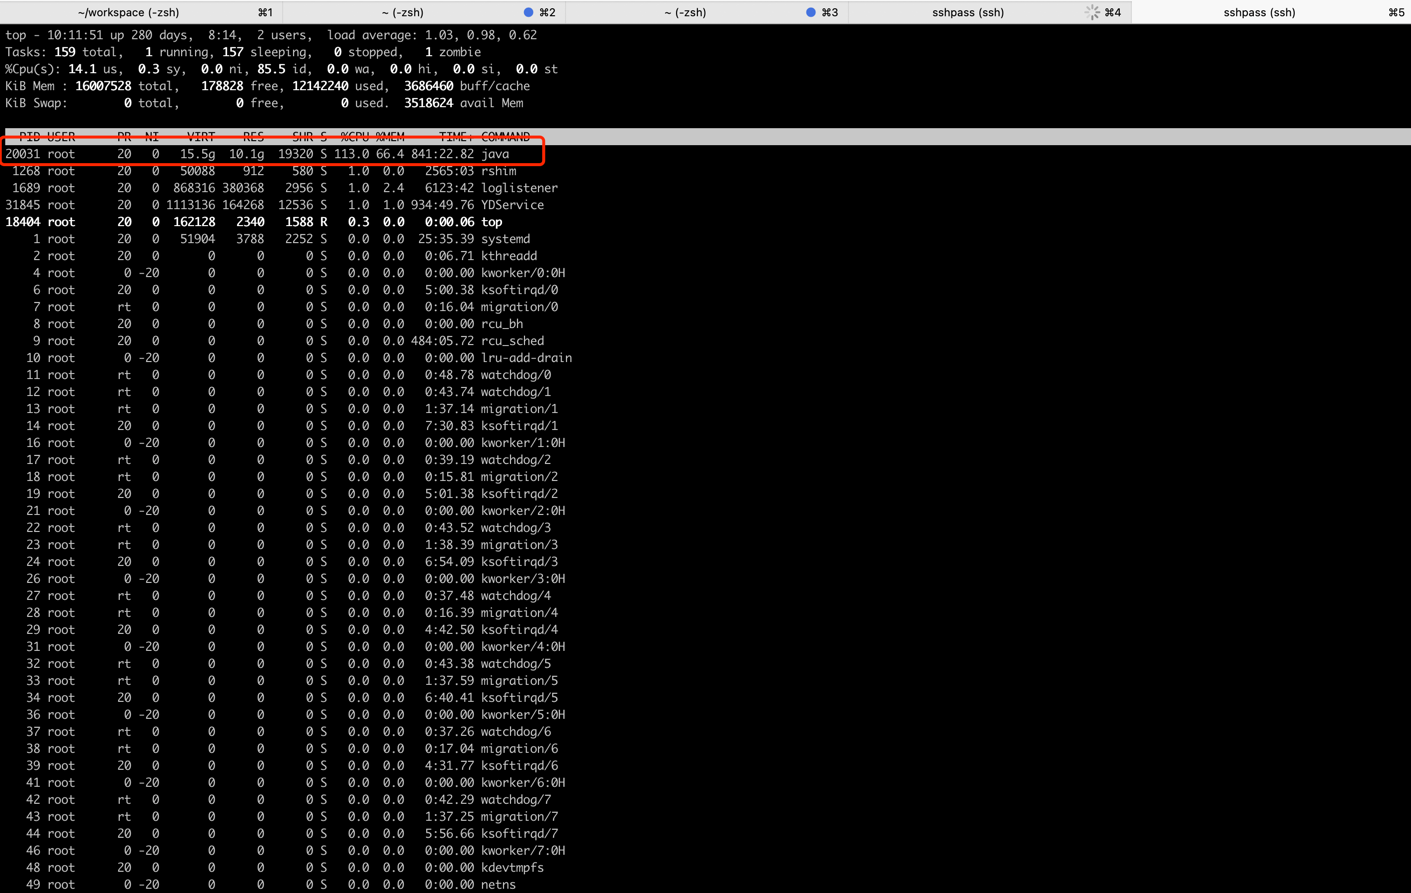 ~/workspace (-zsh) ⌘1 ~ (-zsh) ⌘2 ~ (-zsh) ⌘3 sshpass (ssh) ⌘4 sshpass (ssh) ⌘5
top - 10:11:51 up 280 days,  8:14,  2 users,  load average: 1.03, 0.98, 0.62
Tasks: 159 total,   1 running, 157 sleeping,   0 stopped,   1 zombie
%Cpu(s): 14.1 us,  0.3 sy,  0.0 ni, 85.5 id,  0.0 wa,  0.0 hi,  0.0 si,  0.0 st
KiB Mem : 16007528 total,   178828 free, 12142240 used,  3686460 buff/cache
KiB Swap:        0 total,        0 free,        0 used.  3518624 avail Mem
PID USER PR NI VIRT RES SHR S %CPU %MEM TIME+ COMMAND
20031 root 20 0 15.5g 10.1g 19320 S 113.0 66.4 841:22.82 java
1268 root 20 0 50088 912 580 S 1.0 0.0 2565:03 rshim
1689 root 20 0 868316 380368 2956 S 1.0 2.4 6123:42 loglistener
31845 root 20 0 1113136 164268 12536 S 1.0 1.0 934:49.76 YDService
18404 root 20 0 162128 2340 1588 R 0.3 0.0 0:00.06 top
1 root 20 0 51904 3788 2252 S 0.0 0.0 25:35.39 systemd
2 root 20 0 0 0 0 S 0.0 0.0 0:06.71 kthreadd
4 root 0 -20 0 0 0 S 0.0 0.0 0:00.00 kworker/0:0H
6 root 20 0 0 0 0 S 0.0 0.0 5:00.38 ksoftirqd/0
7 root rt 0 0 0 0 S 0.0 0.0 0:16.04 migration/0
8 root 20 0 0 0 0 S 0.0 0.0 0:00.00 rcu_bh
9 root 20 0 0 0 0 S 0.0 0.0 484:05.72 rcu_sched
10 root 0 -20 0 0 0 S 0.0 0.0 0:00.00 lru-add-drain
11 root rt 0 0 0 0 S 0.0 0.0 0:48.78 watchdog/0
12 root rt 0 0 0 0 S 0.0 0.0 0:43.74 watchdog/1
13 root rt 0 0 0 0 S 0.0 0.0 1:37.14 migration/1
14 root 20 0 0 0 0 S 0.0 0.0 7:30.83 ksoftirqd/1
16 root 0 -20 0 0 0 S 0.0 0.0 0:00.00 kworker/1:0H
17 root rt 0 0 0 0 S 0.0 0.0 0:39.19 watchdog/2
18 root rt 0 0 0 0 S 0.0 0.0 0:15.81 migration/2
19 root 20 0 0 0 0 S 0.0 0.0 5:01.38 ksoftirqd/2
21 root 0 -20 0 0 0 S 0.0 0.0 0:00.00 kworker/2:0H
22 root rt 0 0 0 0 S 0.0 0.0 0:43.52 watchdog/3
23 root rt 0 0 0 0 S 0.0 0.0 1:38.39 migration/3
24 root 20 0 0 0 0 S 0.0 0.0 6:54.09 ksoftirqd/3
26 root 0 -20 0 0 0 S 0.0 0.0 0:00.00 kworker/3:0H
27 root rt 0 0 0 0 S 0.0 0.0 0:37.48 watchdog/4
28 root rt 0 0 0 0 S 0.0 0.0 0:16.39 migration/4
29 root 20 0 0 0 0 S 0.0 0.0 4:42.50 ksoftirqd/4
31 root 0 -20 0 0 0 S 0.0 0.0 0:00.00 kworker/4:0H
32 root rt 0 0 0 0 S 0.0 0.0 0:43.38 watchdog/5
33 root rt 0 0 0 0 S 0.0 0.0 1:37.59 migration/5
34 root 20 0 0 0 0 S 0.0 0.0 6:40.41 ksoftirqd/5
36 root 0 -20 0 0 0 S 0.0 0.0 0:00.00 kworker/5:0H
37 root rt 0 0 0 0 S 0.0 0.0 0:37.26 watchdog/6
38 root rt 0 0 0 0 S 0.0 0.0 0:17.04 migration/6
39 root 20 0 0 0 0 S 0.0 0.0 4:31.77 ksoftirqd/6
41 root 0 -20 0 0 0 S 0.0 0.0 0:00.00 kworker/6:0H
42 root rt 0 0 0 0 S 0.0 0.0 0:42.29 watchdog/7
43 root rt 0 0 0 0 S 0.0 0.0 1:37.25 migration/7
44 root 20 0 0 0 0 S 0.0 0.0 5:56.66 ksoftirqd/7
46 root 0 -20 0 0 0 S 0.0 0.0 0:00.00 kworker/7:0H
48 root 20 0 0 0 0 S 0.0 0.0 0:00.00 kdevtmpfs
49 root 0 -20 0 0 0 S 0.0 0.0 0:00.00 netns